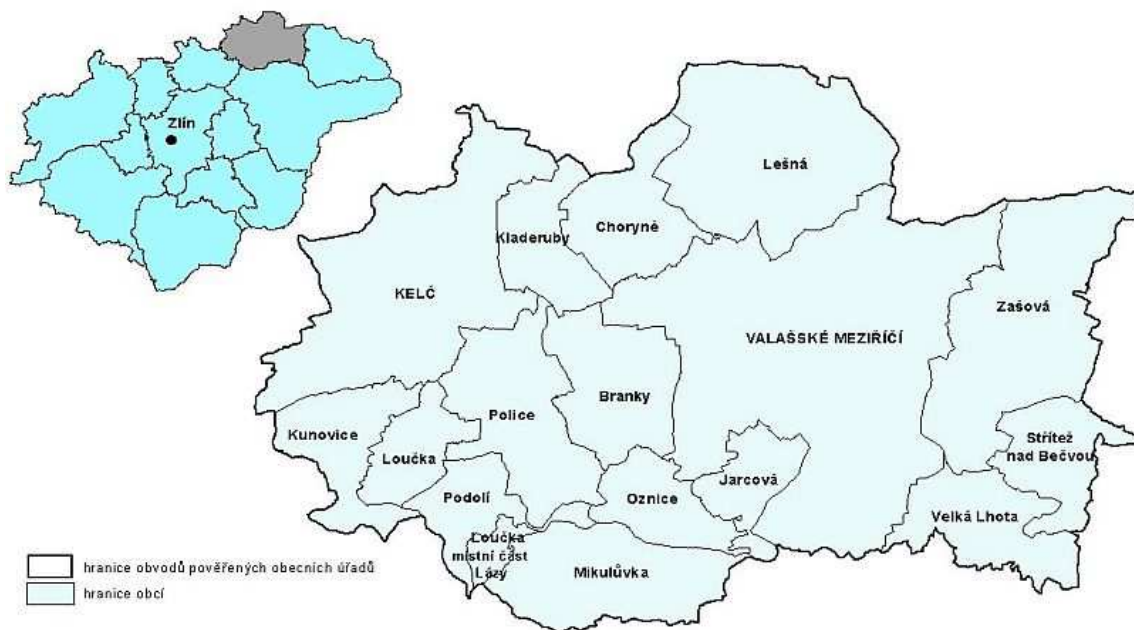 Zlín
Lešná
Choryně
Kladeruby
KELČ
Zašová
VALAŠSKÉ MEZIŘÍČÍ
Branky
Police
Kunovice
Střítež
nad Bečvou
Loučka
Jarcová
Podolí
Oznice
Velká Lhota
Loučka
místní část
Lázy
Mikulůvka
hranice obvodů pověřených obecních úřadů
hranice obcí